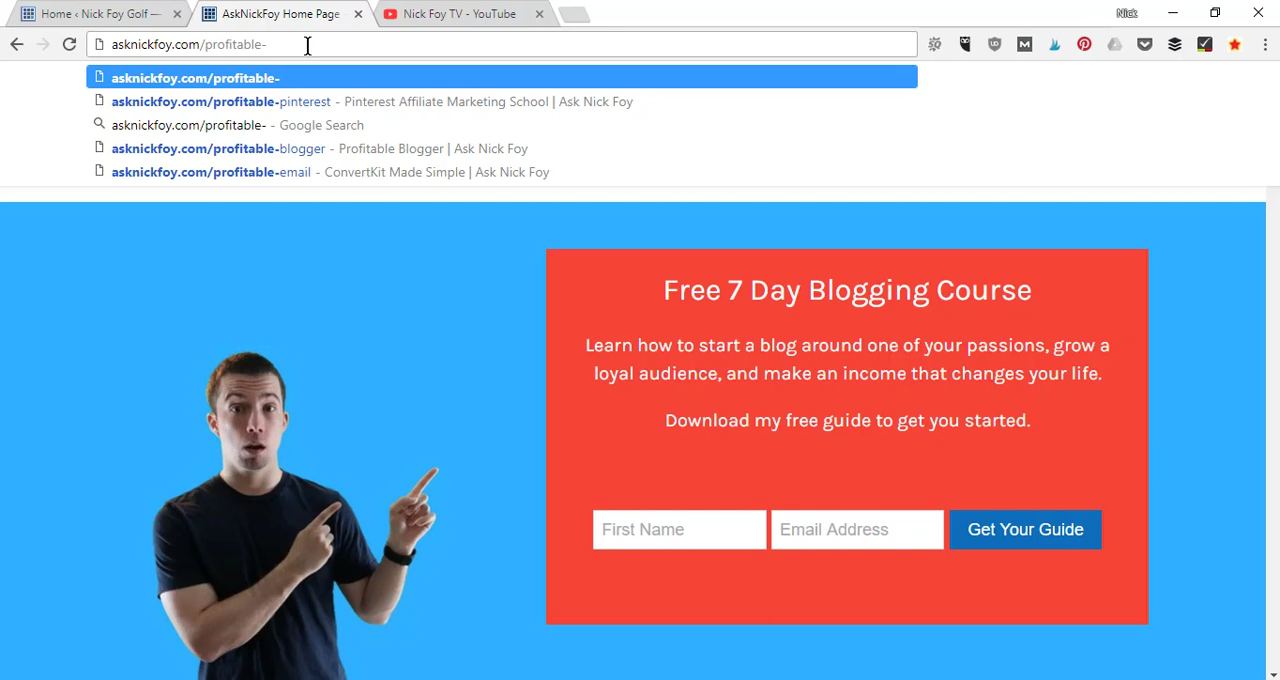 Home ‹ Nick Foy Golf —
AskNickFoy Home Page
Nick Foy TV - YouTube
Nick
asknickfoy.com/profitable-
asknickfoy.com/profitable-
asknickfoy.com/profitable-pinterest - Pinterest Affiliate Marketing School | Ask Nick Foy
asknickfoy.com/profitable- - Google Search
asknickfoy.com/profitable-blogger - Profitable Blogger | Ask Nick Foy
asknickfoy.com/profitable-email - ConvertKit Made Simple | Ask Nick Foy
Free 7 Day Blogging Course
Learn how to start a blog around one of your passions, grow a
loyal audience, and make an income that changes your life.
Download my free guide to get you started.
First Name
Email Address
Get Your Guide